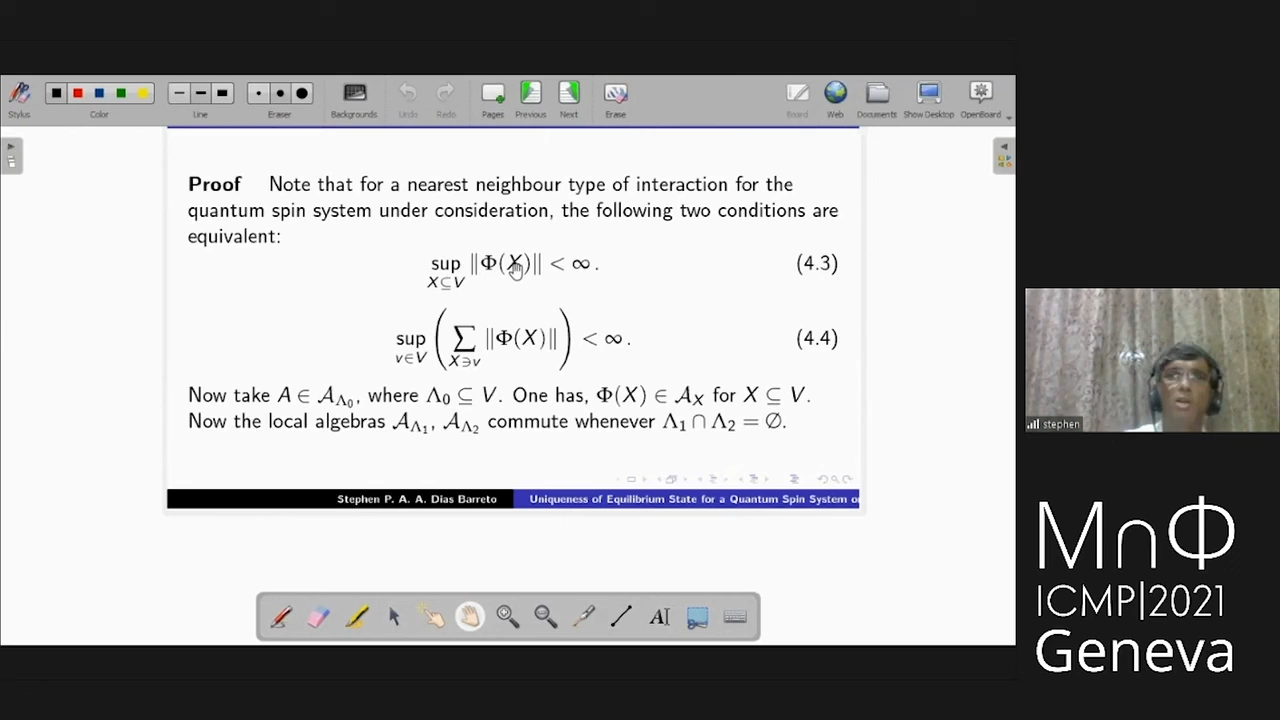 Stylus
Color
Line
Eraser
Backgrounds
Undo
Redo
Pages
Previous
Next
Erase
Board
Web
Documents
Show Desktop
OpenBoard
Proof Note that for a nearest neighbour type of interaction for the
quantum spin system under consideration, the following two conditions are
equivalent:
sup_{X⊆V} ‖Φ(X)‖ < ∞. (4.3)
sup_{v∈V} (∑_{X∋v} ‖Φ(X)‖) < ∞. (4.4)
Now take A ∈ 𝒜_{Λ₀}, where Λ₀ ⊆ V. One has, Φ(X) ∈ 𝒜_X for X ⊆ V.
Now the local algebras 𝒜_{Λ₁}, 𝒜_{Λ₂} commute whenever Λ₁ ∩ Λ₂ = ∅.
Stephen P. A. A. Dias Barreto
Uniqueness of Equilibrium State for a Quantum Spin System o
AI
stephen
M∩Φ
ICMP|2021
Geneva